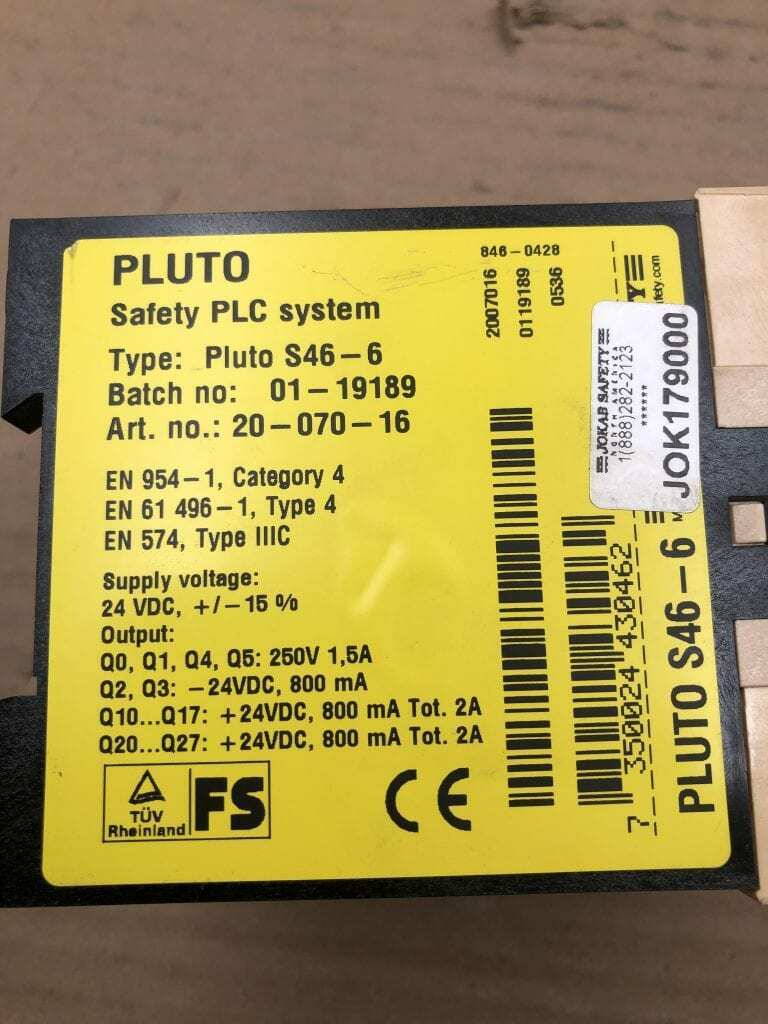 PLUTO
Safety PLC system
Type: Pluto S46-6
Batch no: 01-19189
Art. no.: 20-070-16
EN 954-1, Category 4
EN 61 496-1, Type 4
EN 574, Type IIIC
Supply voltage:
24 VDC, +/-15 %
Output:
Q0, Q1, Q4, Q5: 250V 1,5A
Q2, Q3: -24VDC, 800 mA
Q10...Q17: +24VDC, 800 mA Tot. 2A
Q20...Q27: +24VDC, 800 mA Tot. 2A
TÜV
Rheinland
FS
CE
846-0428
2007016
0119189
0536
7 350024 430462
JOKAB SAFETY
NORTH AMERICA
1(888)282-2123
******
JOK179000
PLUTO S46-6